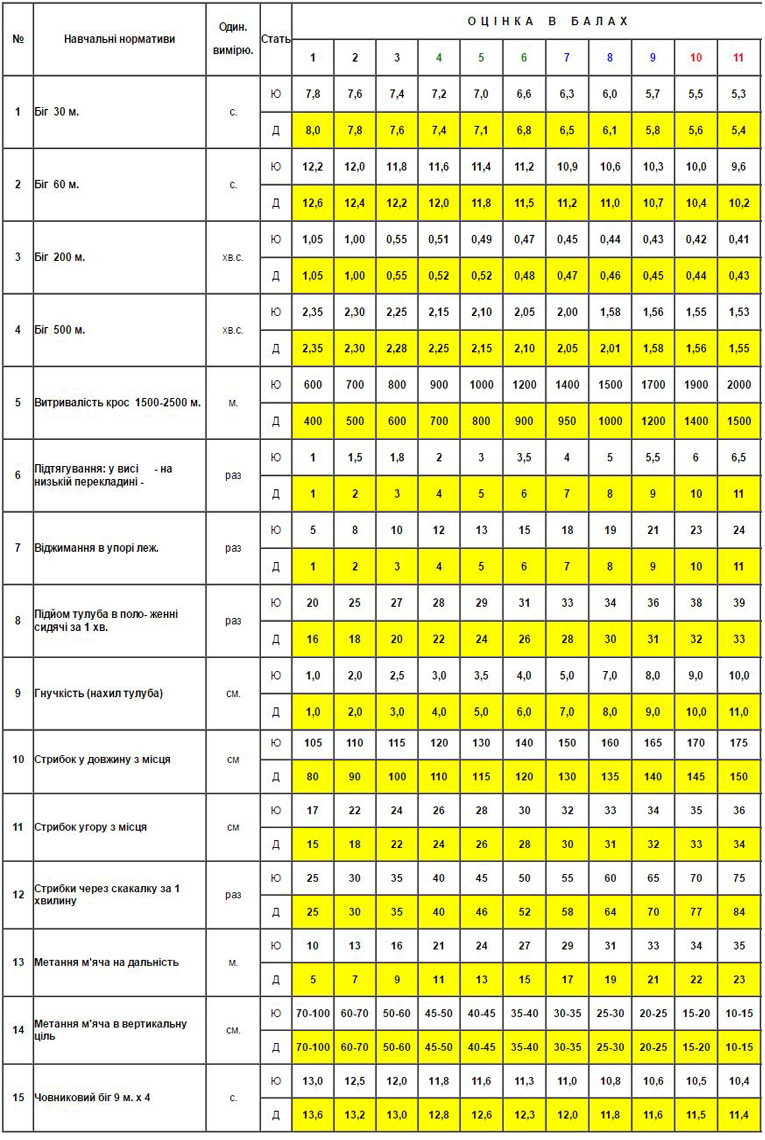 № Навчальні нормативи Один. вимірю. Стать О Ц І Н К А В Б А Л А Х
1 2 3 4 5 6 7 8 9 10 11
1 Біг 30 м. с. Ю 7,8 7,6 7,4 7,2 7,0 6,6 6,3 6,0 5,7 5,5 5,3
Д 8,0 7,8 7,6 7,4 7,1 6,8 6,5 6,1 5,8 5,6 5,4
2 Біг 60 м. с. Ю 12,2 12,0 11,8 11,6 11,4 11,2 10,9 10,6 10,3 10,0 9,6
Д 12,6 12,4 12,2 12,0 11,8 11,5 11,2 11,0 10,7 10,4 10,2
3 Біг 200 м. хв.с. Ю 1,05 1,00 0,55 0,51 0,49 0,47 0,45 0,44 0,43 0,42 0,41
Д 1,05 1,00 0,55 0,52 0,52 0,48 0,47 0,46 0,45 0,44 0,43
4 Біг 500 м. хв.с. Ю 2,35 2,30 2,25 2,15 2,10 2,05 2,00 1,58 1,56 1,55 1,53
Д 2,35 2,30 2,28 2,25 2,15 2,10 2,05 2,01 1,58 1,56 1,55
5 Витривалість крос 1500-2500 м. м. Ю 600 700 800 900 1000 1200 1400 1500 1700 1900 2000
Д 400 500 600 700 800 900 950 1000 1200 1400 1500
6 Підтягування: у висі - на низькій перекладині - раз Ю 1 1,5 1,8 2 3 3,5 4 5 5,5 6 6,5
Д 1 2 3 4 5 6 7 8 9 10 11
7 Віджимання в упорі леж. раз Ю 5 8 10 12 13 15 18 19 21 23 24
Д 1 2 3 4 5 6 7 8 9 10 11
8 Підйом тулуба в поло- женні сидячі за 1 хв. раз Ю 20 25 27 28 29 31 33 34 36 38 39
Д 16 18 20 22 24 26 28 30 31 32 33
9 Гнучкість (нахил тулуба) см. Ю 1,0 2,0 2,5 3,0 3,5 4,0 5,0 7,0 8,0 9,0 10,0
Д 1,0 2,0 3,0 4,0 5,0 6,0 7,0 8,0 9,0 10,0 11,0
10 Стрибок у довжину з місця см Ю 105 110 115 120 130 140 150 160 165 170 175
Д 80 90 100 110 115 120 130 135 140 145 150
11 Стрибок угору з місця см Ю 17 22 24 26 28 30 32 33 34 35 36
Д 15 18 22 24 26 28 30 31 32 33 34
12 Стрибки через скакалку за 1 хвилину раз Ю 25 30 35 40 45 50 55 60 65 70 75
Д 25 30 35 40 46 52 58 64 70 77 84
13 Метання м'яча на дальність м. Ю 10 13 16 21 24 27 29 31 33 34 35
Д 5 7 9 11 13 15 17 19 21 22 23
14 Метання м'яча в вертикальну ціль см. Ю 70-100 60-70 50-60 45-50 40-45 35-40 30-35 25-30 20-25 15-20 10-15
Д 70-100 60-70 50-60 45-50 40-45 35-40 30-35 25-30 20-25 15-20 10-15
15 Човниковий біг 9 м. х 4 с. Ю 13,0 12,5 12,0 11,8 11,6 11,3 11,0 10,8 10,6 10,5 10,4
Д 13,6 13,2 13,0 12,8 12,6 12,3 12,0 11,8 11,6 11,5 11,4